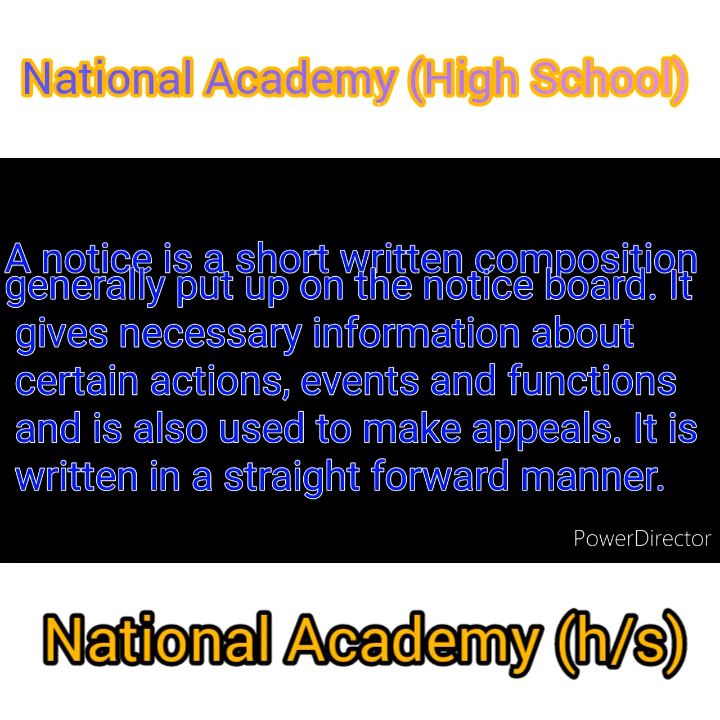 National Academy (High School)
A notice is a short written composition
generally put up on the notice board. It
gives necessary information about
certain actions, events and functions
and is also used to make appeals. It is
written in a straight forward manner.
PowerDirector
National Academy (h/s)